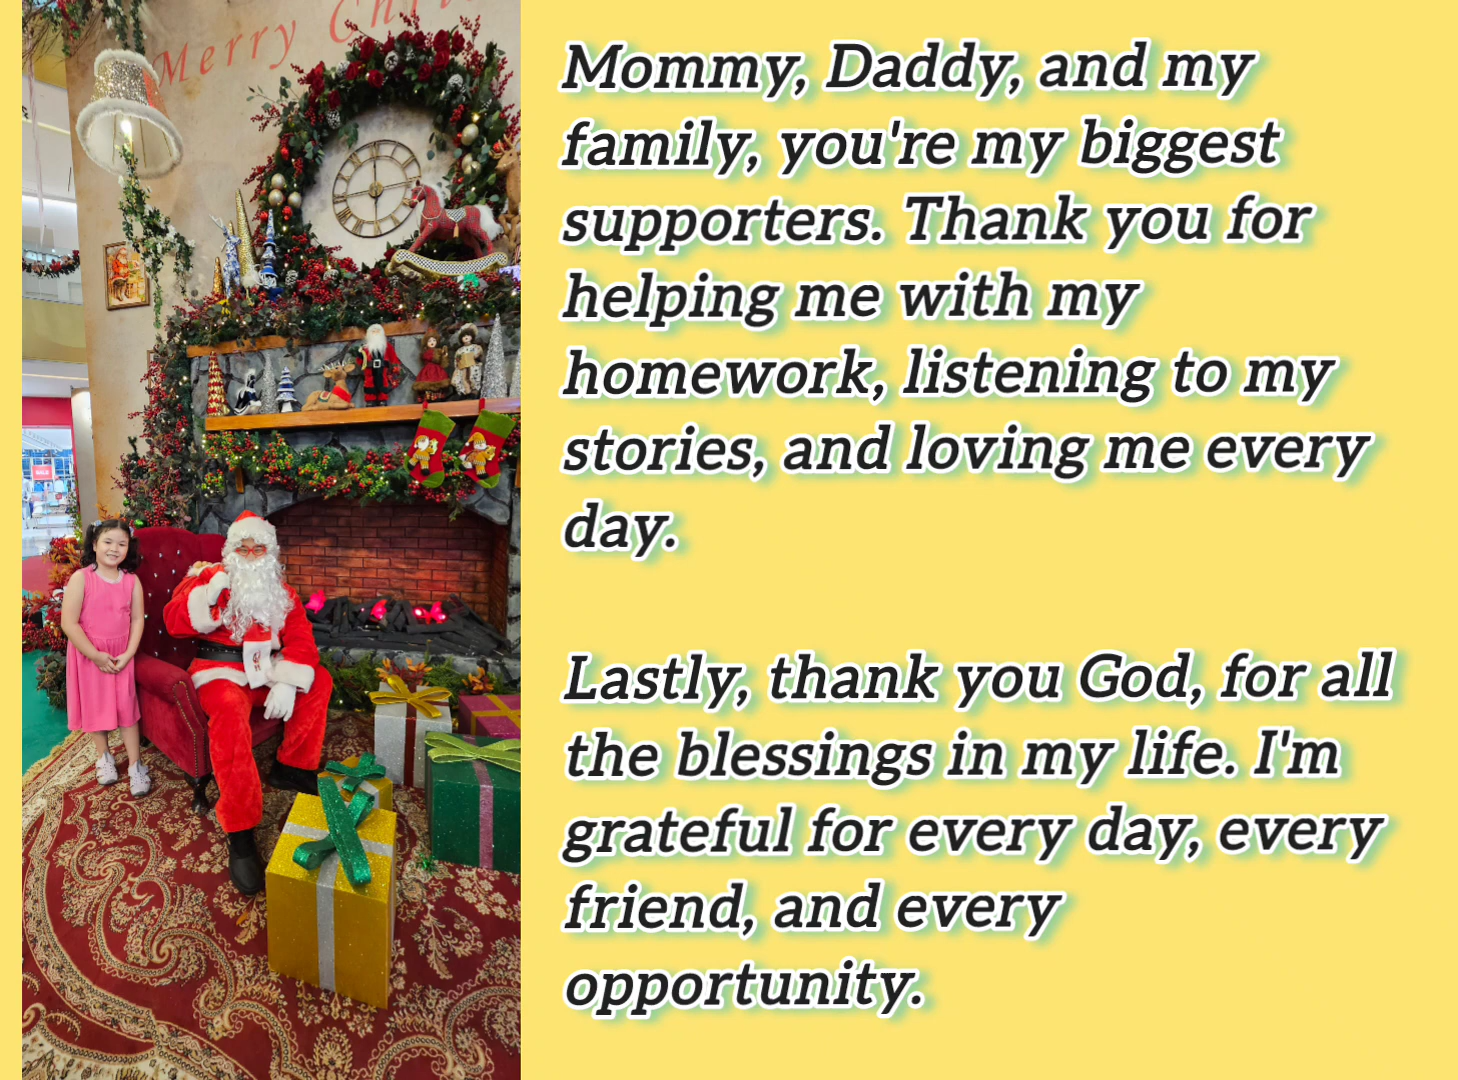 Merry Chri
SALE
Mommy, Daddy, and my
family, you're my biggest
supporters. Thank you for
helping me with my
homework, listening to my
stories, and loving me every
day.
Lastly, thank you God, for all
the blessings in my life. I'm
grateful for every day, every
friend, and every
opportunity.